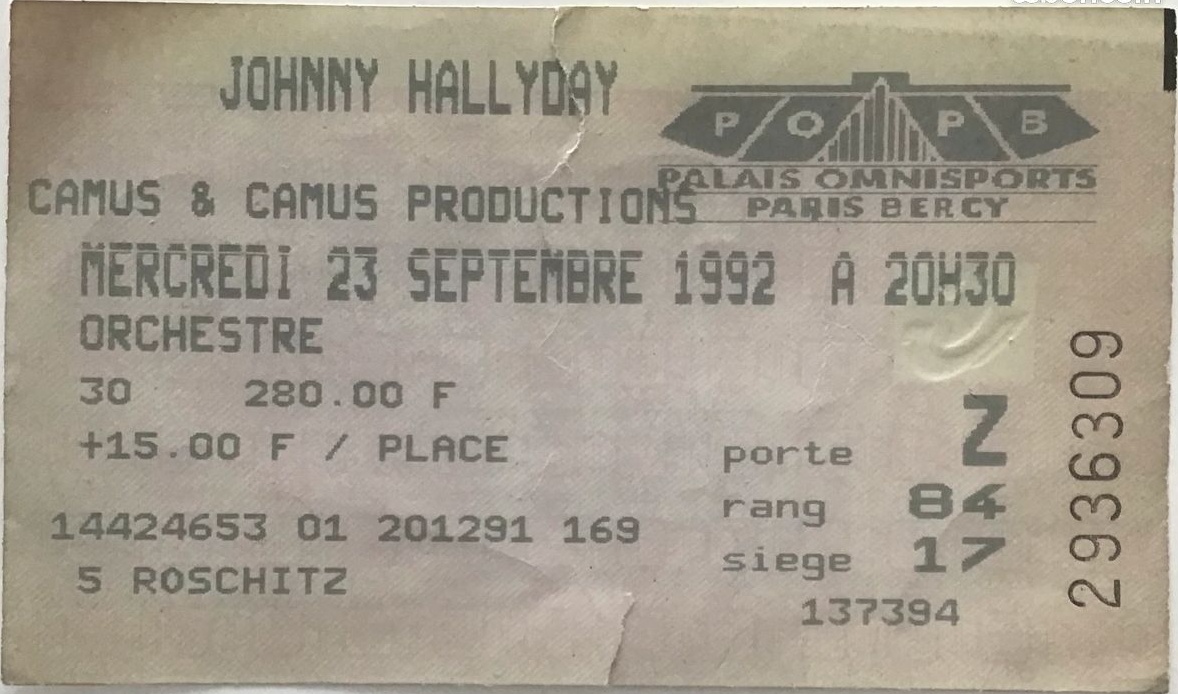 JOHNNY HALLYDAY
P O P B
PALAIS OMNISPORTS
PARIS BERCY
CAMUS & CAMUS PRODUCTIONS
MERCREDI 23 SEPTEMBRE 1992 A 20H30
ORCHESTRE
30 280.00 F
+15.00 F / PLACE
porte Z
rang 84
siege 17
14424653 01 201291 169
5 ROSCHITZ
137394
2936309